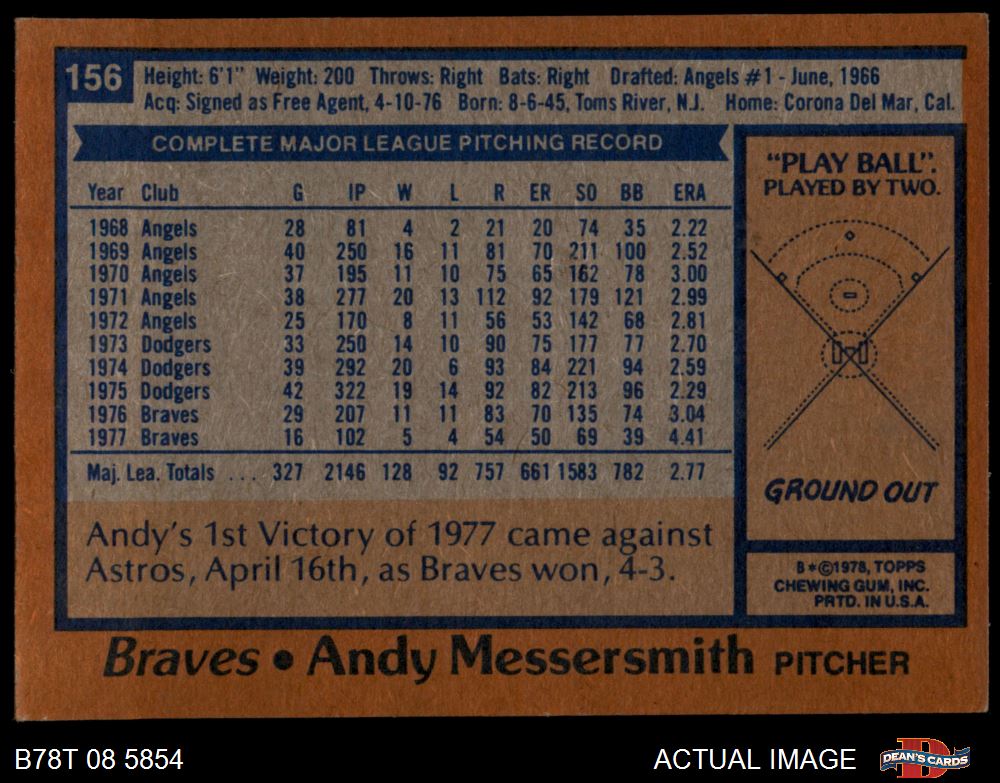 156
Height: 6'1" Weight: 200 Throws: Right Bats: Right Drafted: Angels #1 - June, 1966
Acq: Signed as Free Agent, 4-10-76 Born: 8-6-45, Toms River, N.J. Home: Corona Del Mar, Cal.
COMPLETE MAJOR LEAGUE PITCHING RECORD
Year Club G IP W L R ER SO BB ERA
1968 Angels 28 81 4 2 21 20 74 35 2.22
1969 Angels 40 250 16 11 81 70 211 100 2.52
1970 Angels 37 195 11 10 75 65 162 78 3.00
1971 Angels 38 277 20 13 112 92 179 121 2.99
1972 Angels 25 170 8 11 56 53 142 68 2.81
1973 Dodgers 33 250 14 10 90 75 177 77 2.70
1974 Dodgers 39 292 20 6 93 84 221 94 2.59
1975 Dodgers 42 322 19 14 92 82 213 96 2.29
1976 Braves 29 207 11 11 83 70 135 74 3.04
1977 Braves 16 102 5 4 54 50 69 39 4.41
Maj. Lea. Totals ... 327 2146 128 92 757 661 1583 782 2.77
Andy's 1st Victory of 1977 came against
Astros, April 16th, as Braves won, 4-3.
"PLAY BALL".
PLAYED BY TWO.
GROUND OUT
B*©1978, TOPPS
CHEWING GUM, INC.
PRTD. IN U.S.A.
Braves • Andy Messersmith PITCHER
B78T 08 5854
ACTUAL IMAGE
D
DEAN'S CARDS